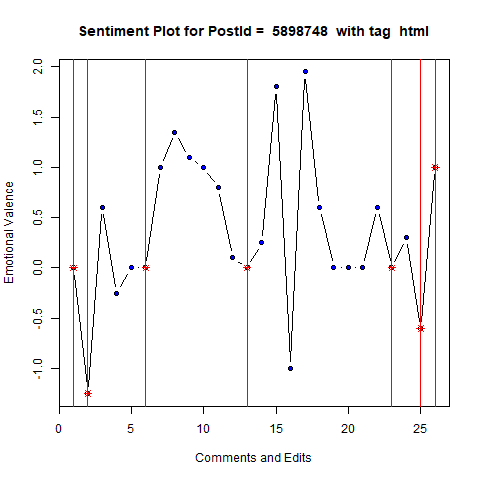 Sentiment Plot for PostId =  5898748  with tag  html
2.0
1.5
1.0
0.5
0.0
-0.5
-1.0
Emotional Valence
0 5 10 15 20 25
Comments and Edits